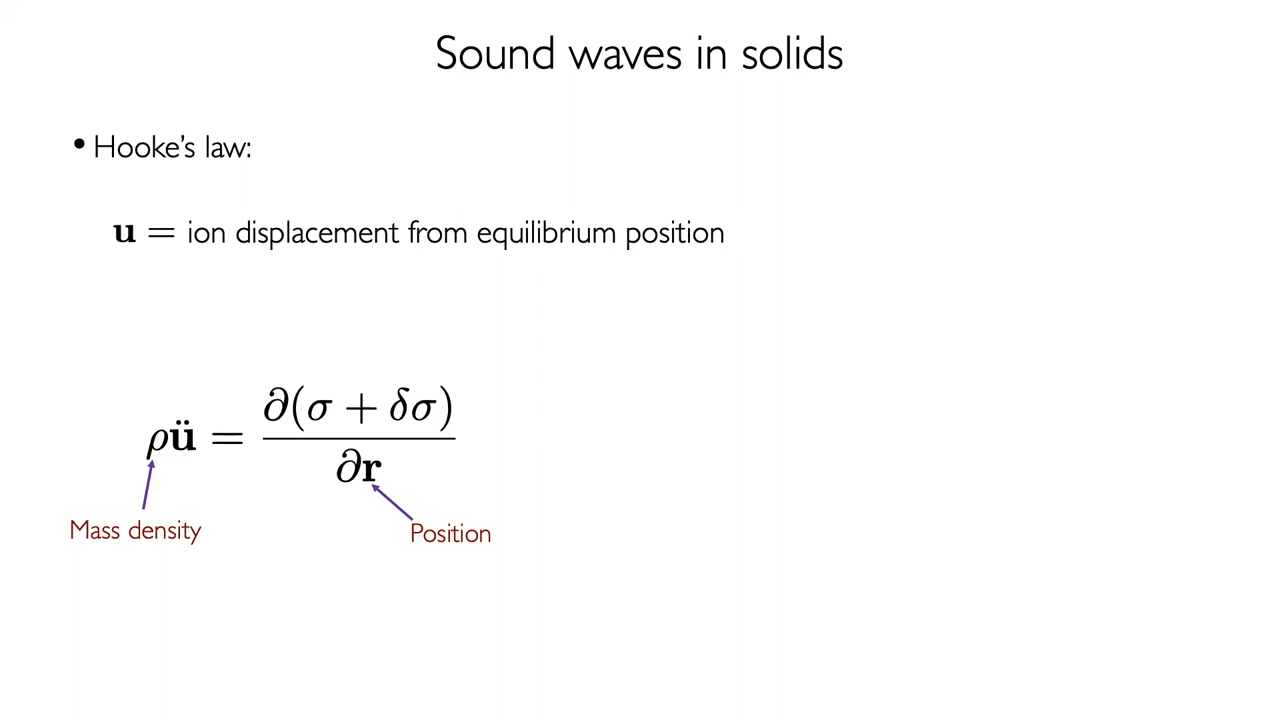 Sound waves in solids
• Hooke's law:
u = ion displacement from equilibrium position
ρü = ∂(σ + δσ) / ∂r
Mass density
Position